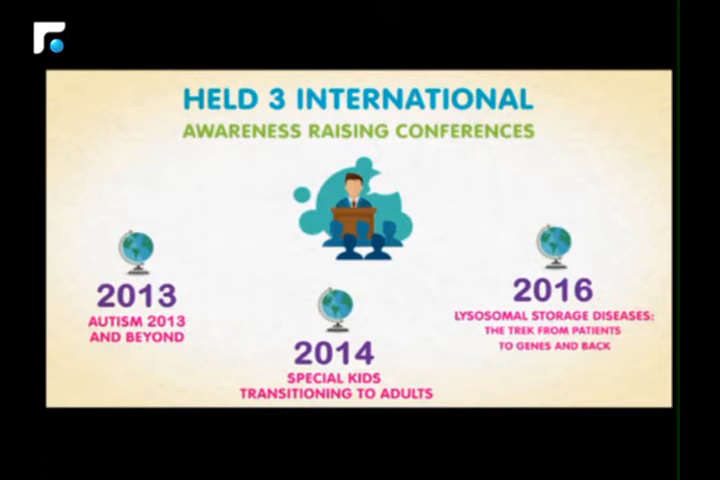 HELD 3 INTERNATIONAL
AWARENESS RAISING CONFERENCES
2013
AUTISM 2013
AND BEYOND
2014
SPECIAL KIDS
TRANSITIONING TO ADULTS
2016
LYSOSOMAL STORAGE DISEASES:
THE TREK FROM PATIENTS
TO GENES AND BACK